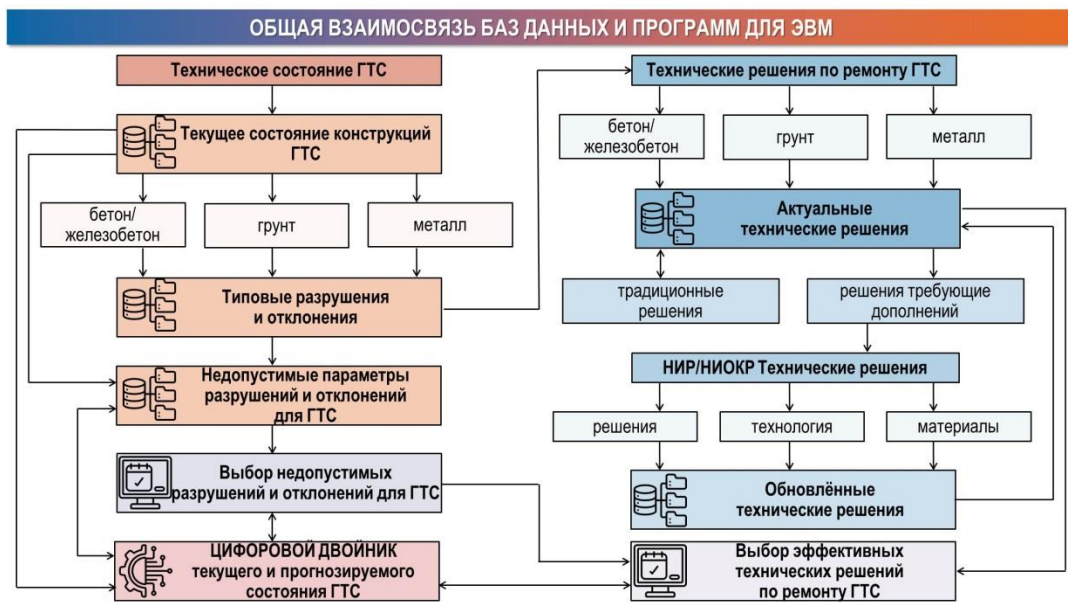 ОБЩАЯ ВЗАИМОСВЯЗЬ БАЗ ДАННЫХ И ПРОГРАММ ДЛЯ ЭВМ
Техническое состояние ГТС
Текущее состояние конструкций
ГТС
бетон/
железобетон
грунт
металл
Типовые разрушения
и отклонения
Недопустимые параметры
разрушений и отклонений
для ГТС
Выбор недопустимых
разрушений и отклонений для ГТС
ЦИФОРОВОЙ ДВОЙНИК
текущего и прогнозируемого
состояния ГТС
Технические решения по ремонту ГТС
бетон/
железобетон
грунт
металл
Актуальные
технические решения
традиционные
решения
решения требующие
дополнений
НИР/НИОКР Технические решения
решения
технология
материалы
Обновлённые
технические решения
Выбор эффективных
технических решений
по ремонту ГТС